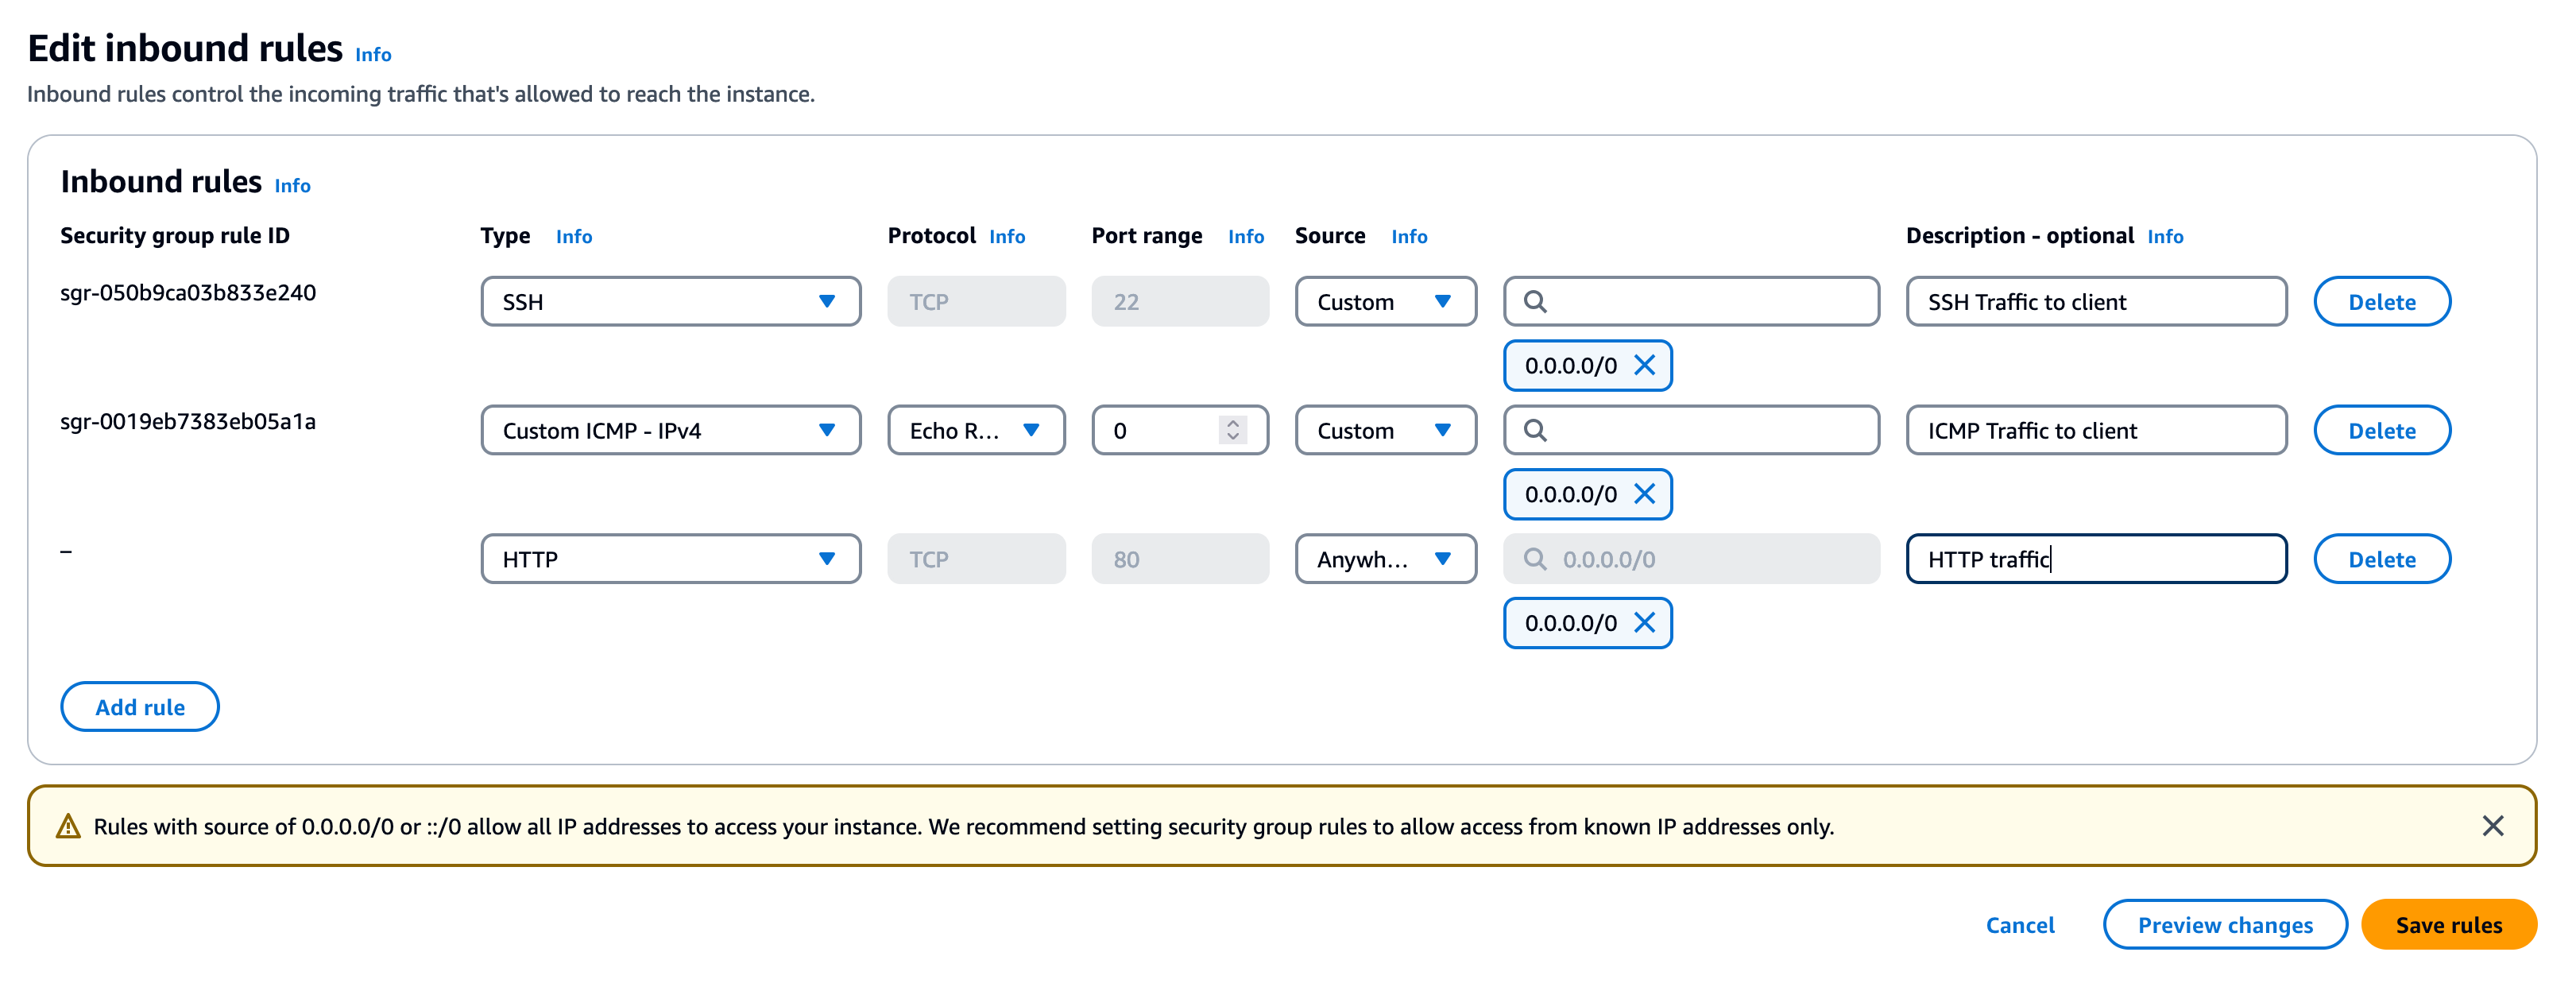 Edit inbound rules Info
Inbound rules control the incoming traffic that's allowed to reach the instance.
Inbound rules Info
Security group rule ID Type Info Protocol Info Port range Info Source Info Description - optional Info
sgr-050b9ca03b833e240 SSH TCP 22 Custom SSH Traffic to client Delete
0.0.0.0/0
sgr-0019eb7383eb05a1a Custom ICMP - IPv4 Echo R... 0 Custom ICMP Traffic to client Delete
0.0.0.0/0
– HTTP TCP 80 Anywh... 0.0.0.0/0 HTTP traffic Delete
0.0.0.0/0
Add rule
Rules with source of 0.0.0.0/0 or ::/0 allow all IP addresses to access your instance. We recommend setting security group rules to allow access from known IP addresses only.
Cancel Preview changes Save rules